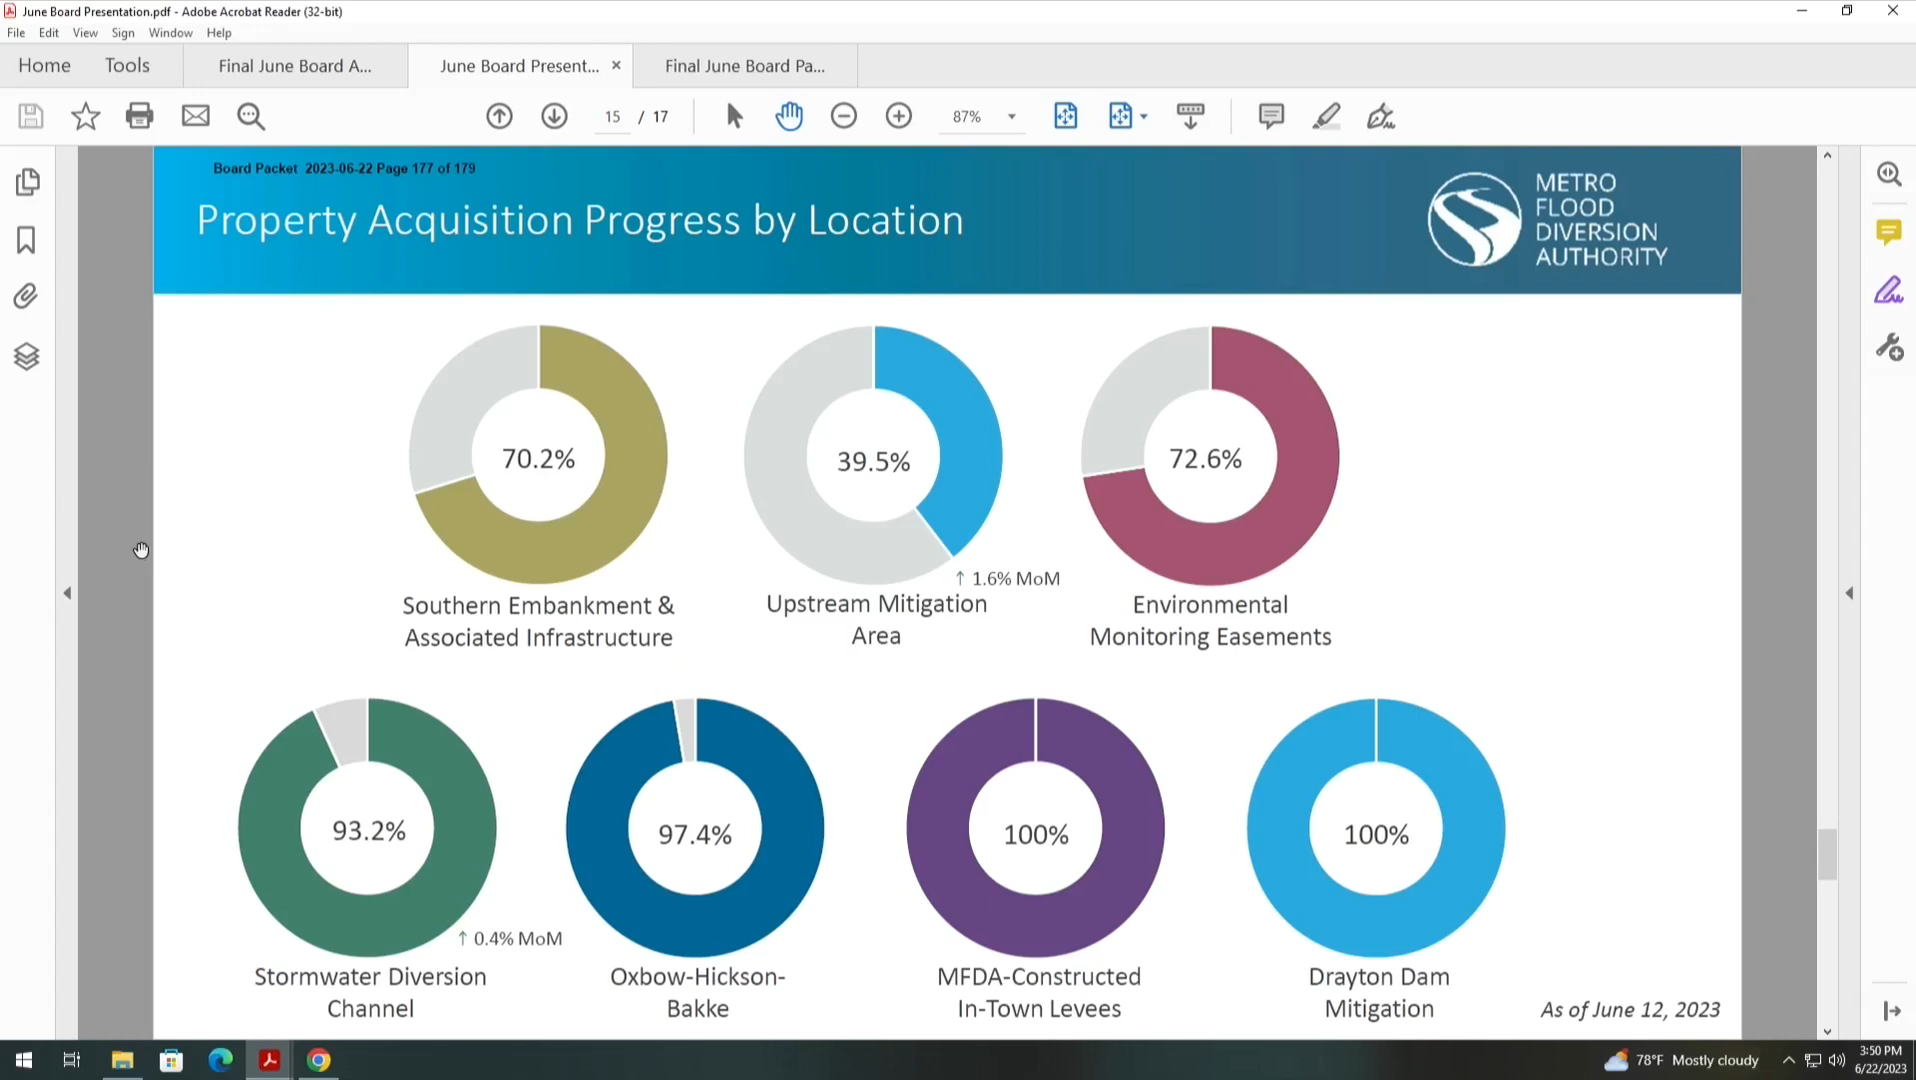 June Board Presentation.pdf - Adobe Acrobat Reader (32-bit)
File Edit View Sign Window Help
Home Tools Final June Board A... June Board Present... × Final June Board Pa...
15 / 17 87%
Board Packet 2023-06-22 Page 177 of 179
Property Acquisition Progress by Location
METRO
FLOOD
DIVERSION
AUTHORITY
70.2%
Southern Embankment &
Associated Infrastructure
39.5%
↑ 1.6% MoM
Upstream Mitigation
Area
72.6%
Environmental
Monitoring Easements
93.2%
↑ 0.4% MoM
Stormwater Diversion
Channel
97.4%
Oxbow-Hickson-
Bakke
100%
MFDA-Constructed
In-Town Levees
100%
Drayton Dam
Mitigation
As of June 12, 2023
78°F Mostly cloudy
3:50 PM
6/22/2023